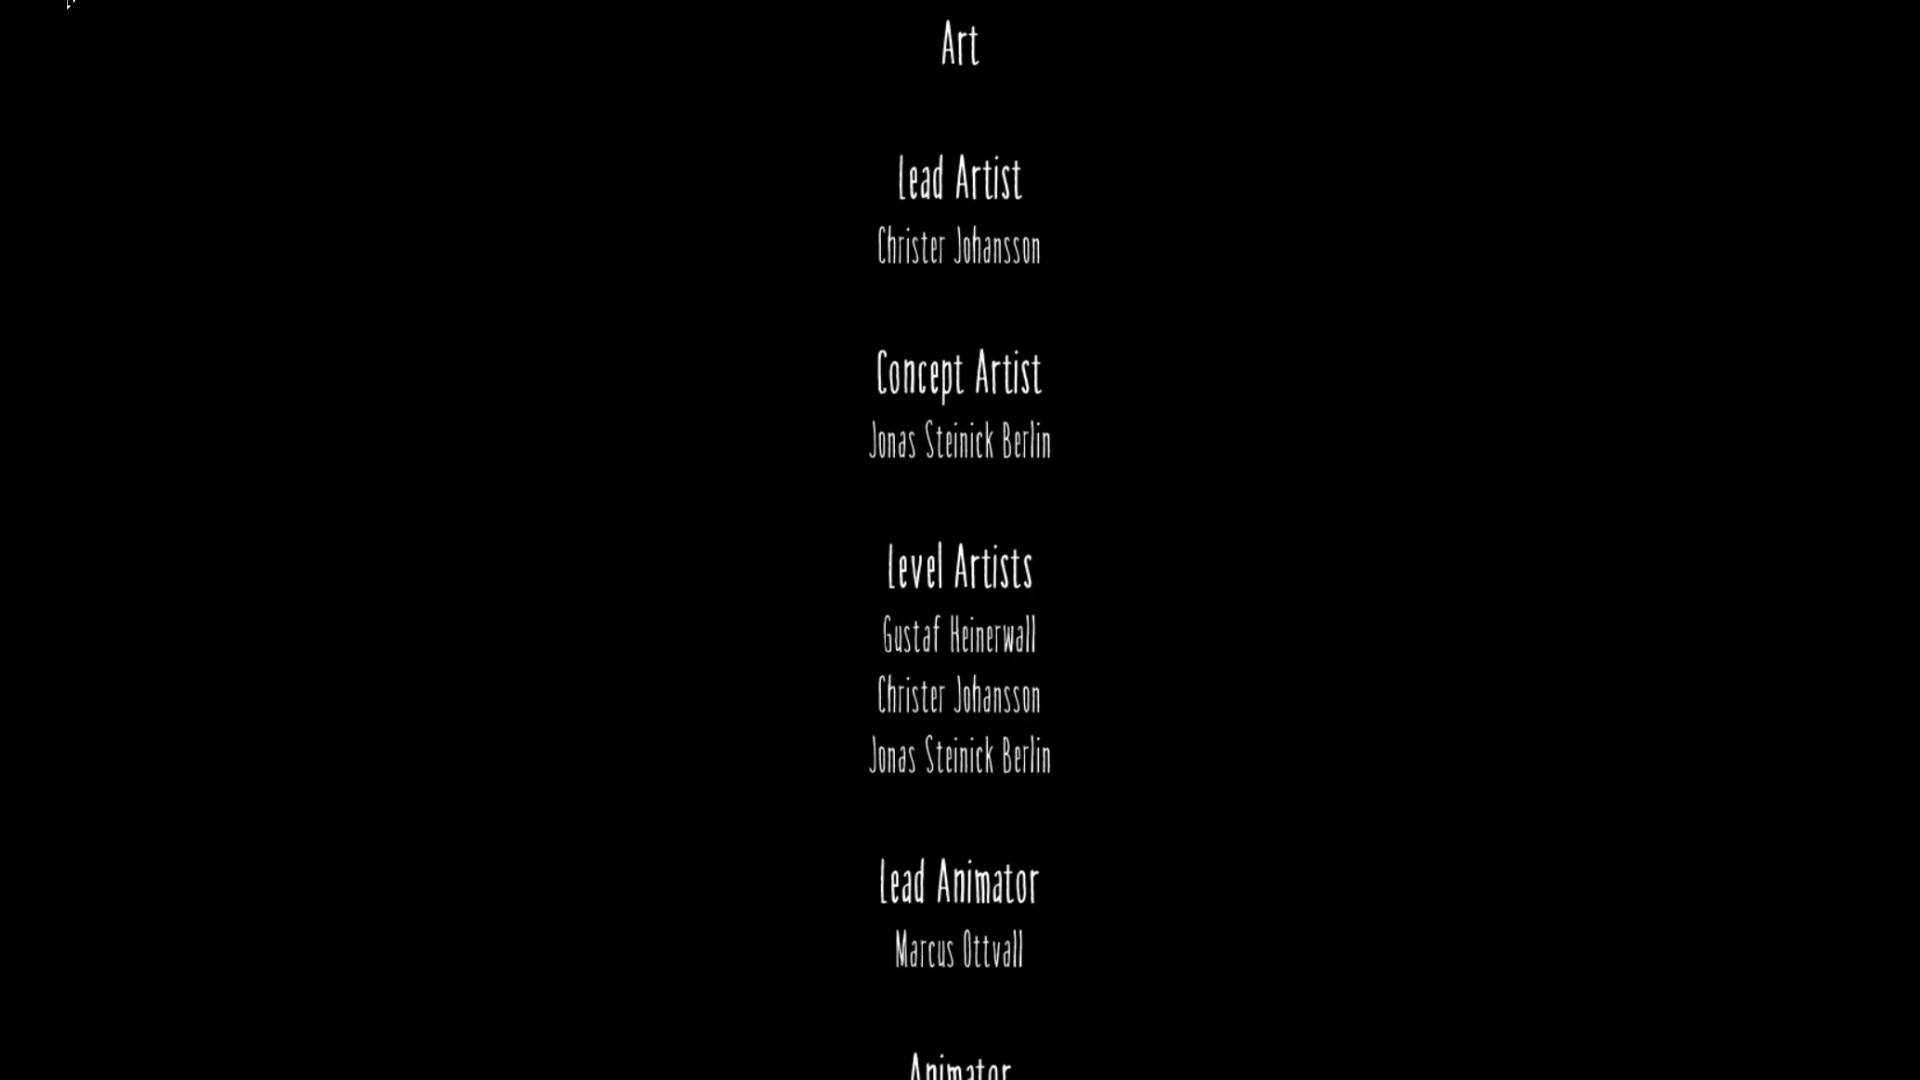 Art
Lead Artist
Christer Johansson
Concept Artist
Jonas Steinick Berlin
Level Artists
Gustaf Heinerwall
Christer Johansson
Jonas Steinick Berlin
Lead Animator
Marcus Ottvall
Animator